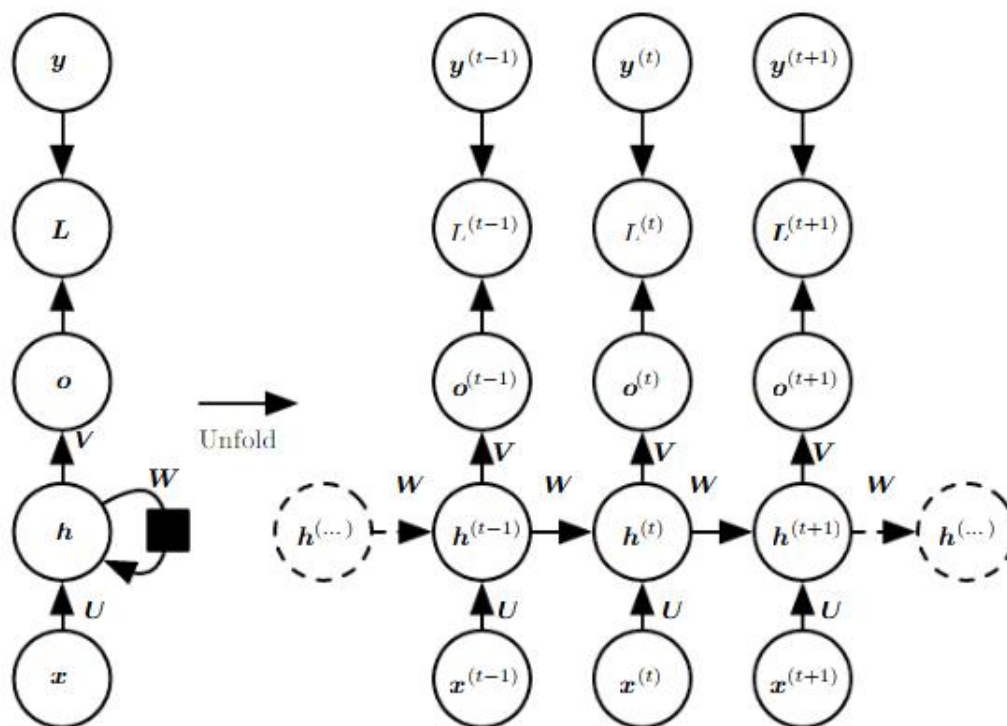 y y^(t−1) y^(t) y^(t+1)
L L^(t−1) L^(t) L^(t+1)
o o^(t−1) o^(t) o^(t+1)
Unfold
V V V V
W W W W W
h h^(...) h^(t−1) h^(t) h^(t+1) h^(...)
U U U U
x x^(t−1) x^(t) x^(t+1)